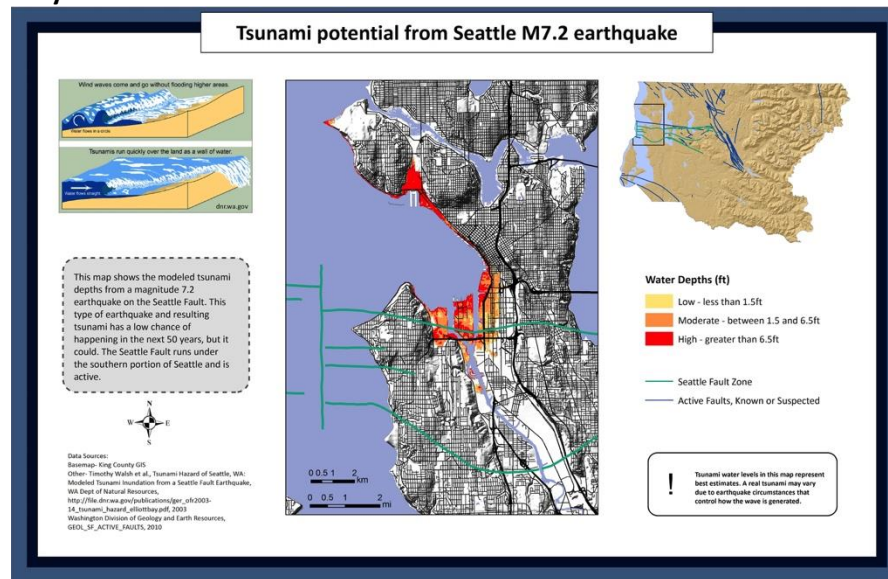 Tsunami potential from Seattle M7.2 earthquake
Wind waves come and go without flooding higher areas.
Water flows in a circle
Tsunamis run quickly over the land as a wall of water.
Water flows straight
dnr.wa.gov
This map shows the modeled tsunami
depths from a magnitude 7.2
earthquake on the Seattle Fault. This
type of earthquake and resulting
tsunami has a low chance of
happening in the next 50 years, but it
could. The Seattle Fault runs under
the southern portion of Seattle and is
active.
N
W E
S
Data Sources:
Basemap- King County GIS
Other- Timothy Walsh et al., Tsunami Hazard of Seattle, WA:
Modeled Tsunami Inundation from a Seattle Fault Earthquake,
WA Dept of Natural Resources,
http://file.dnr.wa.gov/publications/ger_ofr2003-
14_tsunami_hazard_elliottbay.pdf, 2003
Washington Division of Geology and Earth Resources,
GEOL_SF_ACTIVE_FAULTS, 2010
0 0.5 1 2
km
0 0.5 1 2
mi
Water Depths (ft)
Low - less than 1.5ft
Moderate - between 1.5 and 6.5ft
High - greater than 6.5ft
Seattle Fault Zone
Active Faults, Known or Suspected
!
Tsunami water levels in this map represent
best estimates. A real tsunami may vary
due to earthquake circumstances that
control how the wave is generated.